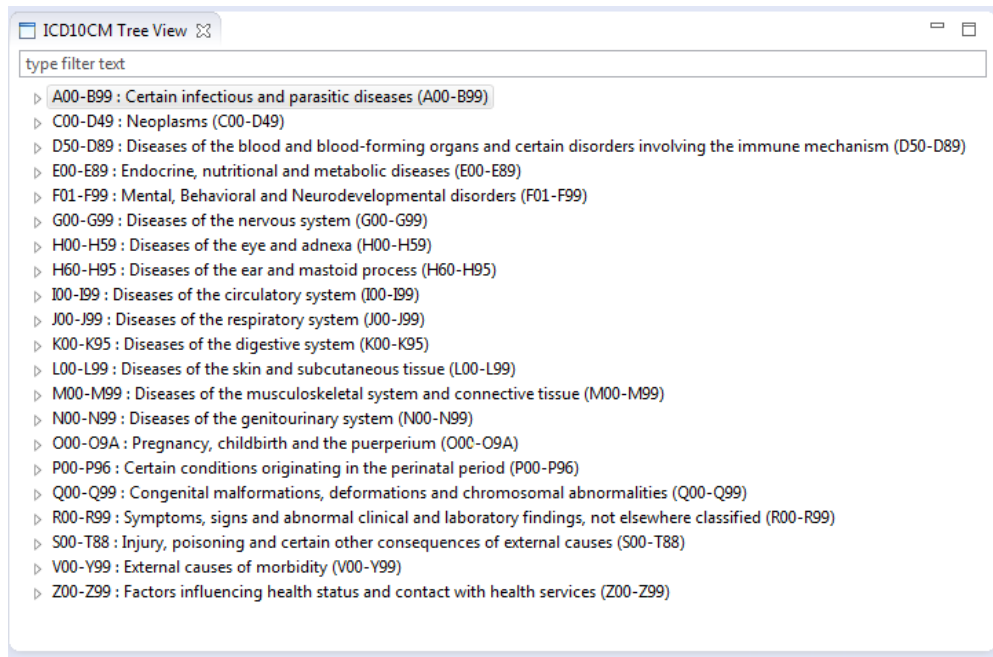 ICD10CM Tree View
type filter text
A00-B99 : Certain infectious and parasitic diseases (A00-B99)
C00-D49 : Neoplasms (C00-D49)
D50-D89 : Diseases of the blood and blood-forming organs and certain disorders involving the immune mechanism (D50-D89)
E00-E89 : Endocrine, nutritional and metabolic diseases (E00-E89)
F01-F99 : Mental, Behavioral and Neurodevelopmental disorders (F01-F99)
G00-G99 : Diseases of the nervous system (G00-G99)
H00-H59 : Diseases of the eye and adnexa (H00-H59)
H60-H95 : Diseases of the ear and mastoid process (H60-H95)
I00-I99 : Diseases of the circulatory system (I00-I99)
J00-J99 : Diseases of the respiratory system (J00-J99)
K00-K95 : Diseases of the digestive system (K00-K95)
L00-L99 : Diseases of the skin and subcutaneous tissue (L00-L99)
M00-M99 : Diseases of the musculoskeletal system and connective tissue (M00-M99)
N00-N99 : Diseases of the genitourinary system (N00-N99)
O00-O9A : Pregnancy, childbirth and the puerperium (O00-O9A)
P00-P96 : Certain conditions originating in the perinatal period (P00-P96)
Q00-Q99 : Congenital malformations, deformations and chromosomal abnormalities (Q00-Q99)
R00-R99 : Symptoms, signs and abnormal clinical and laboratory findings, not elsewhere classified (R00-R99)
S00-T88 : Injury, poisoning and certain other consequences of external causes (S00-T88)
V00-Y99 : External causes of morbidity (V00-Y99)
Z00-Z99 : Factors influencing health status and contact with health services (Z00-Z99)